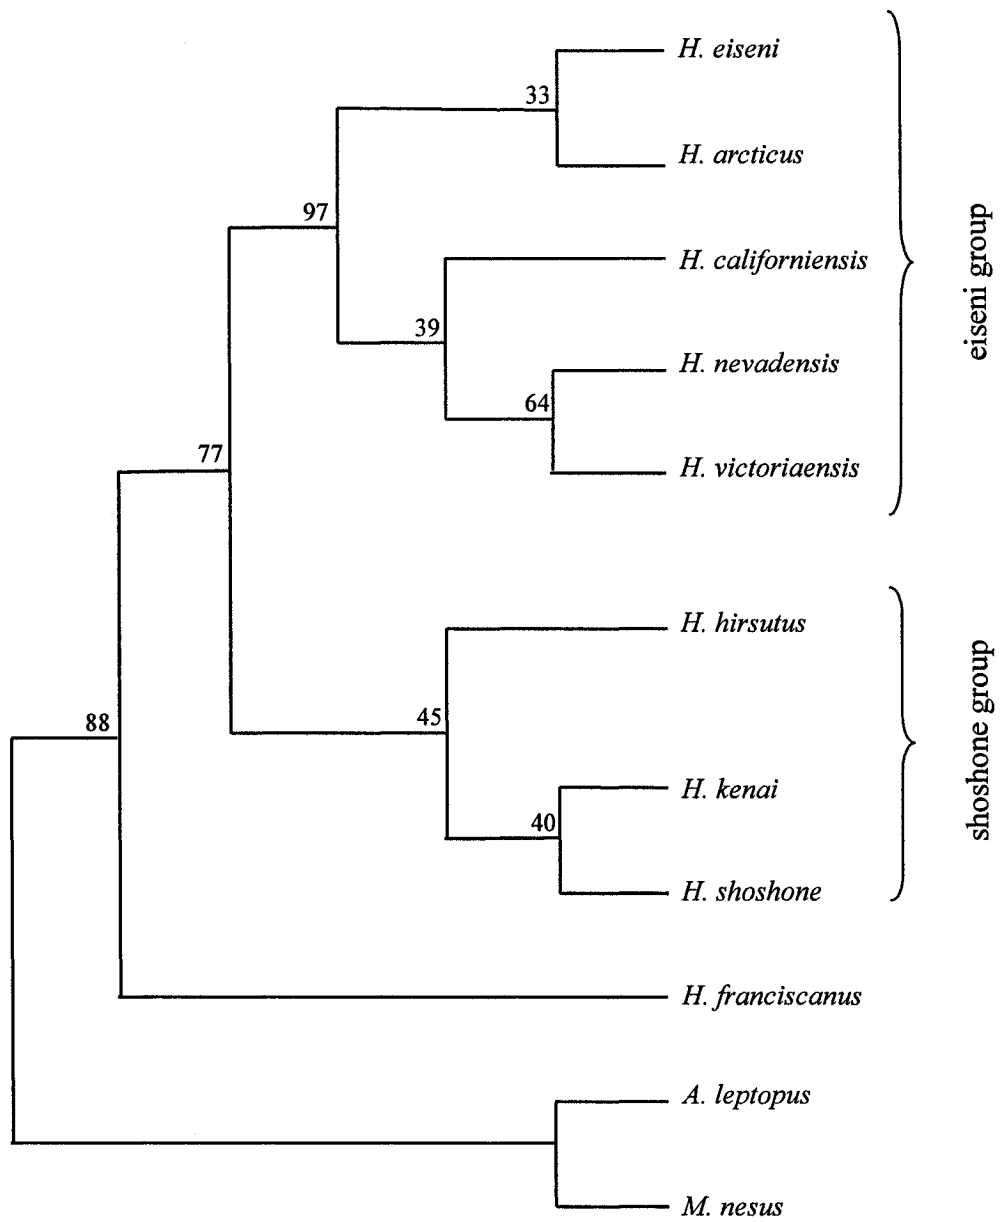 H. eiseni
33
H. arcticus
97
H. californiensis
39
H. nevadensis
64
H. victoriaensis
eiseni group
77
H. hirsutus
45
88
H. kenai
40
H. shoshone
shoshone group
H. franciscanus
A. leptopus
M. nesus